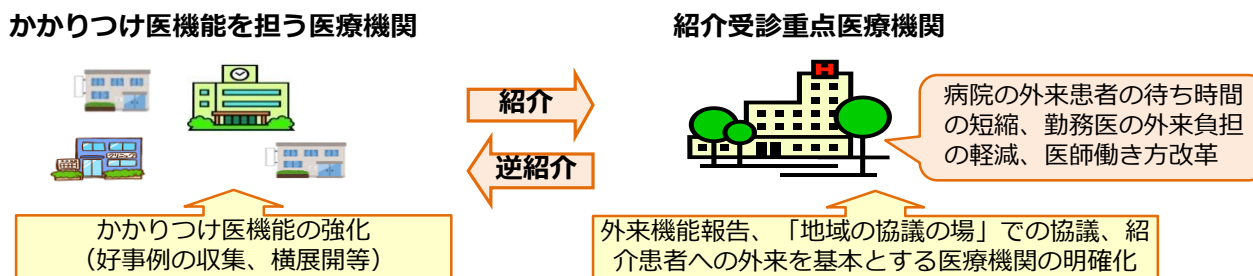 かかりつけ医機能を担う医療機関
紹介受診重点医療機関
紹介
逆紹介
病院の外来患者の待ち時間
の短縮、勤務医の外来負担
の軽減、医師働き方改革
かかりつけ医機能の強化
（好事例の収集、横展開等）
外来機能報告、「地域の協議の場」での協議、紹
介患者への外来を基本とする医療機関の明確化
クリニック
H